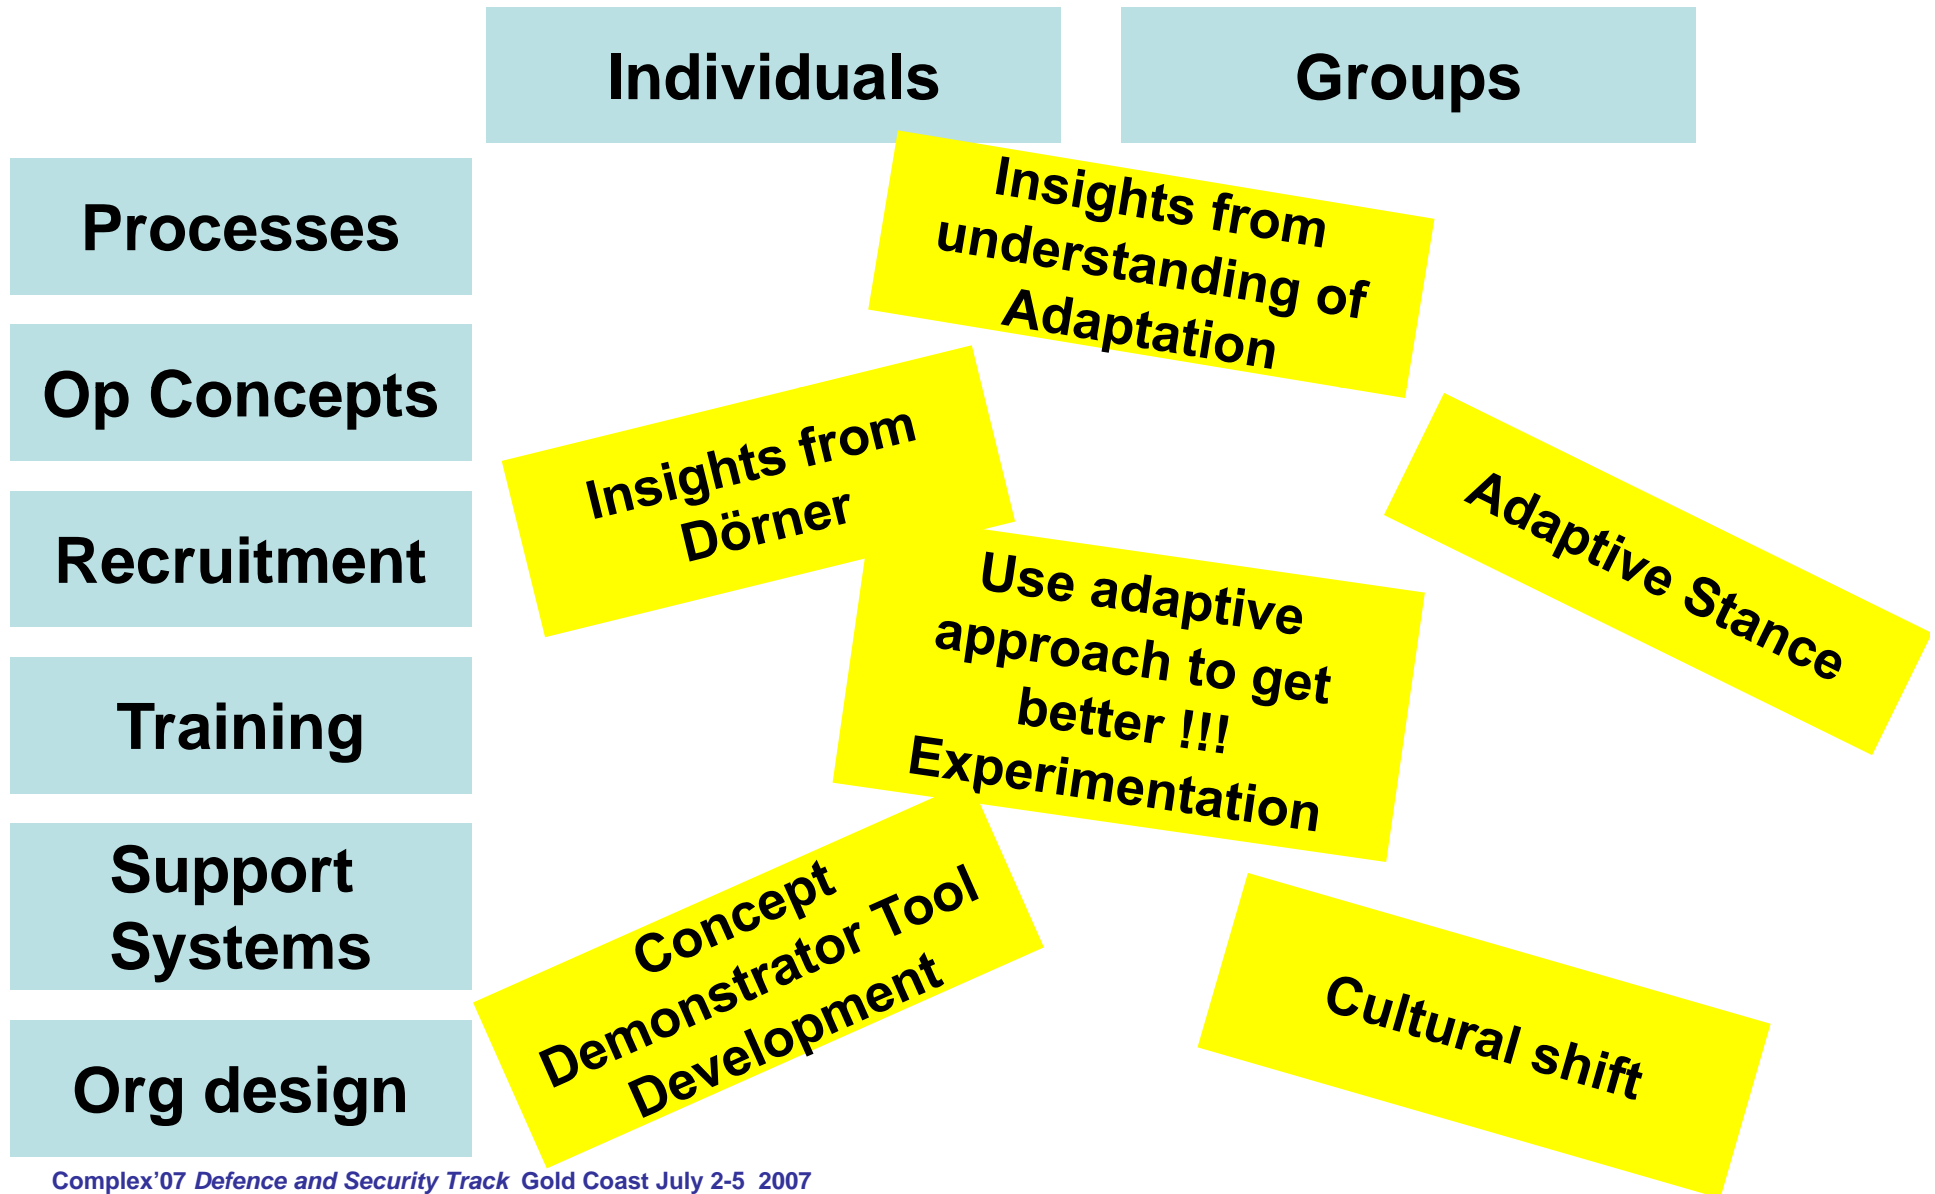 Individuals
Groups
Processes
Op Concepts
Recruitment
Training
Support
Systems
Org design
Insights from
understanding of
Adaptation
Insights from
Dörner
Adaptive Stance
Use adaptive
approach to get
better !!!
Experimentation
Concept
Demonstrator Tool
Development
Cultural shift
Complex’07 Defence and Security Track Gold Coast July 2-5 2007